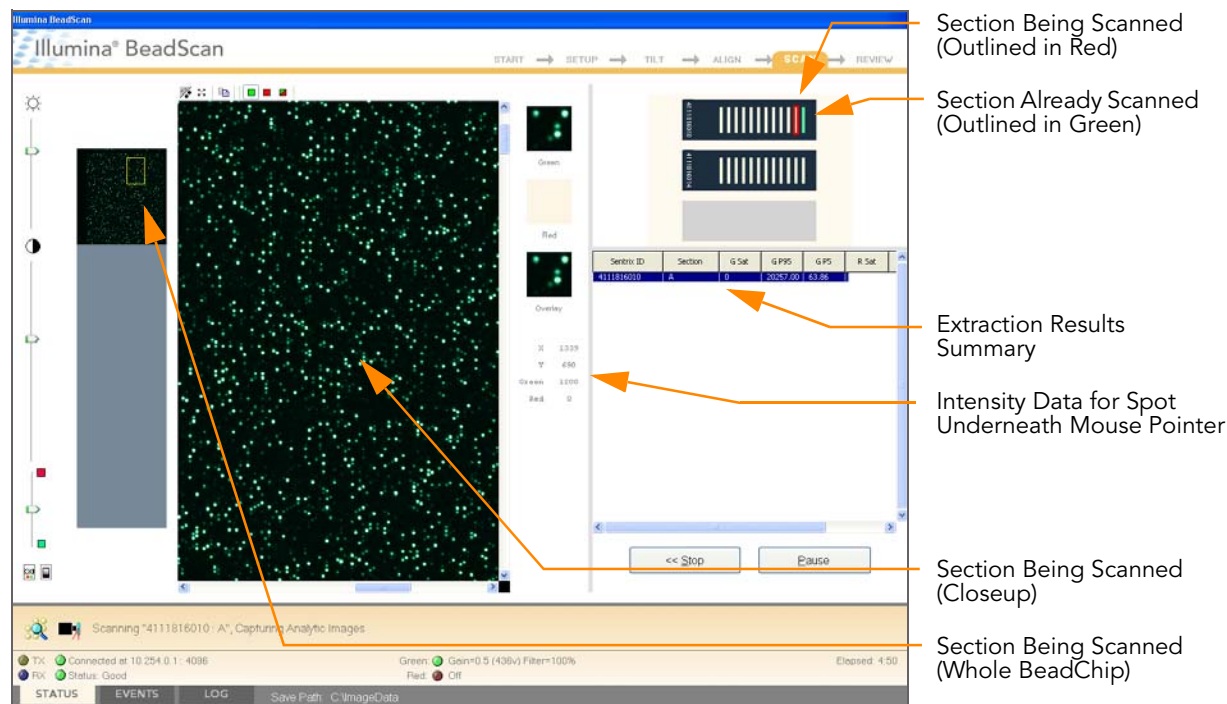 Illumina BeadScan
Illumina® BeadScan
START
SETUP
TILT
ALIGN
SCAN
REVIEW
Green
Red
Overlay
X 1339
Y 690
Green 1200
Red 0
4111816010
4111816014
Sentrix ID Section G Sat G P95 G P5 R Sat
4111816010 A 0 20257.00 63.86
<< Stop
Pause
Scanning "4111816010 : A", Capturing Analytic Images
TX Connected at 10.254.0.1 : 4096
RX Status: Good
Green: Gain=0.5 (436v) Filter=100%
Red: Off
Elapsed: 4:50
STATUS EVENTS LOG Save Path: C:\ImageData
Section Being Scanned
(Outlined in Red)
Section Already Scanned
(Outlined in Green)
Extraction Results
Summary
Intensity Data for Spot
Underneath Mouse Pointer
Section Being Scanned
(Closeup)
Section Being Scanned
(Whole BeadChip)